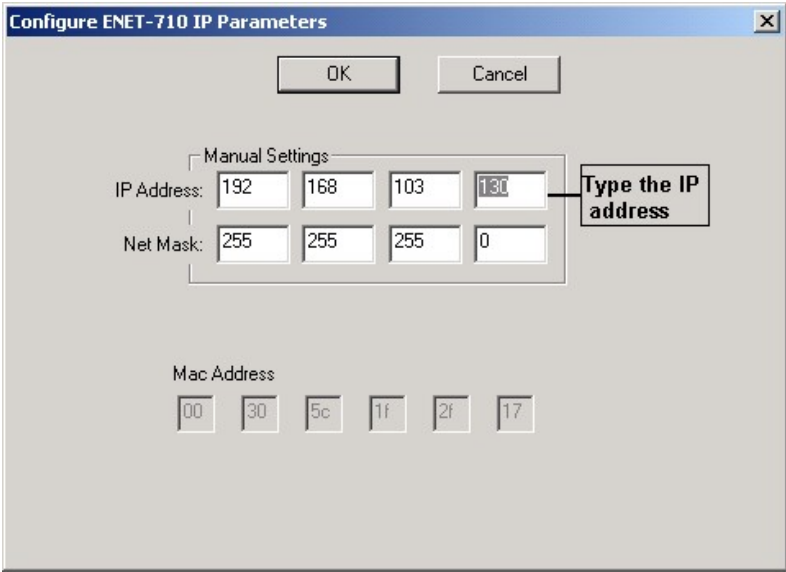 Configure ENET-710 IP Parameters
OK Cancel
Manual Settings
IP Address: 192 168 103 130
Type the IP
address
Net Mask: 255 255 255 0
Mac Address
00 30 5c 1f 2f 17